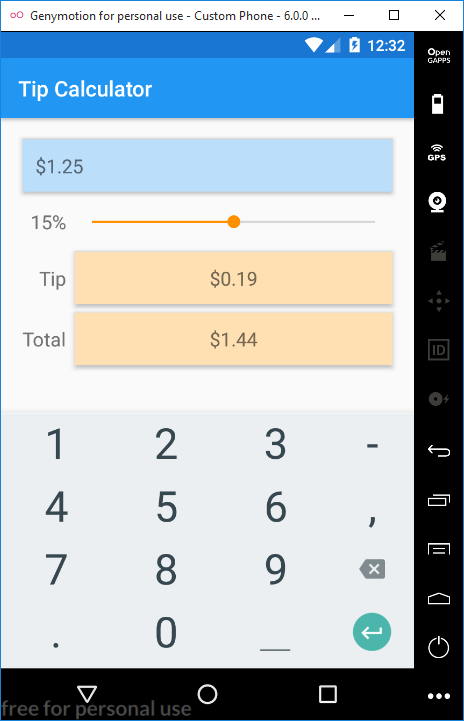 Genymotion for personal use - Custom Phone - 6.0.0 ...
12:32
Open
GAPPS
Tip Calculator
GPS
$1.25
15%
Tip $0.19
Total $1.44
ID
1 2 3 -
4 5 6 ,
7 8 9
. 0 _
free for personal use